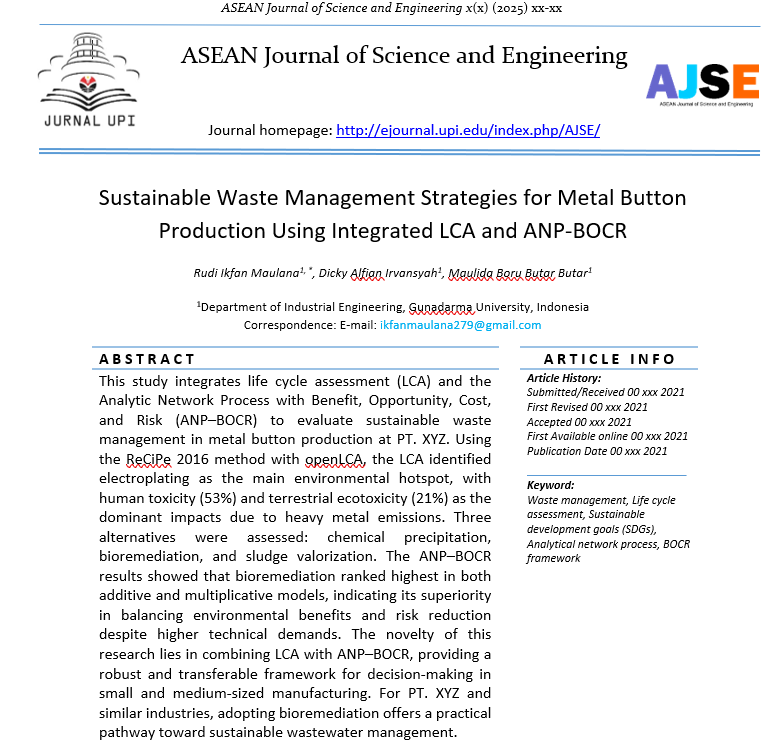 ASEAN Journal of Science and Engineering x(x) (2025) xx-xx
ASEAN Journal of Science and Engineering
JURNAL UPI
AJSE
ASEAN Journal of Science and Engineering
Journal homepage: http://ejournal.upi.edu/index.php/AJSE/
Sustainable Waste Management Strategies for Metal Button
Production Using Integrated LCA and ANP-BOCR
Rudi Ikfan Maulana1, *, Dicky Alfian Irvansyah1, Maulida Boru Butar Butar1
1Department of Industrial Engineering, Gunadarma University, Indonesia
Correspondence: E-mail: ikfanmaulana279@gmail.com
ABSTRACT
This study integrates life cycle assessment (LCA) and the
Analytic Network Process with Benefit, Opportunity, Cost,
and Risk (ANP–BOCR) to evaluate sustainable waste
management in metal button production at PT. XYZ. Using
the ReCiPe 2016 method with openLCA, the LCA identified
electroplating as the main environmental hotspot, with
human toxicity (53%) and terrestrial ecotoxicity (21%) as the
dominant impacts due to heavy metal emissions. Three
alternatives were assessed: chemical precipitation,
bioremediation, and sludge valorization. The ANP–BOCR
results showed that bioremediation ranked highest in both
additive and multiplicative models, indicating its superiority
in balancing environmental benefits and risk reduction
despite higher technical demands. The novelty of this
research lies in combining LCA with ANP–BOCR, providing a
robust and transferable framework for decision-making in
small and medium-sized manufacturing. For PT. XYZ and
similar industries, adopting bioremediation offers a practical
pathway toward sustainable wastewater management.
ARTICLE INFO
Article History:
Submitted/Received 00 xxx 2021
First Revised 00 xxx 2021
Accepted 00 xxx 2021
First Available online 00 xxx 2021
Publication Date 00 xxx 2021
Keyword:
Waste management, Life cycle
assessment, Sustainable
development goals (SDGs),
Analytical network process, BOCR
framework